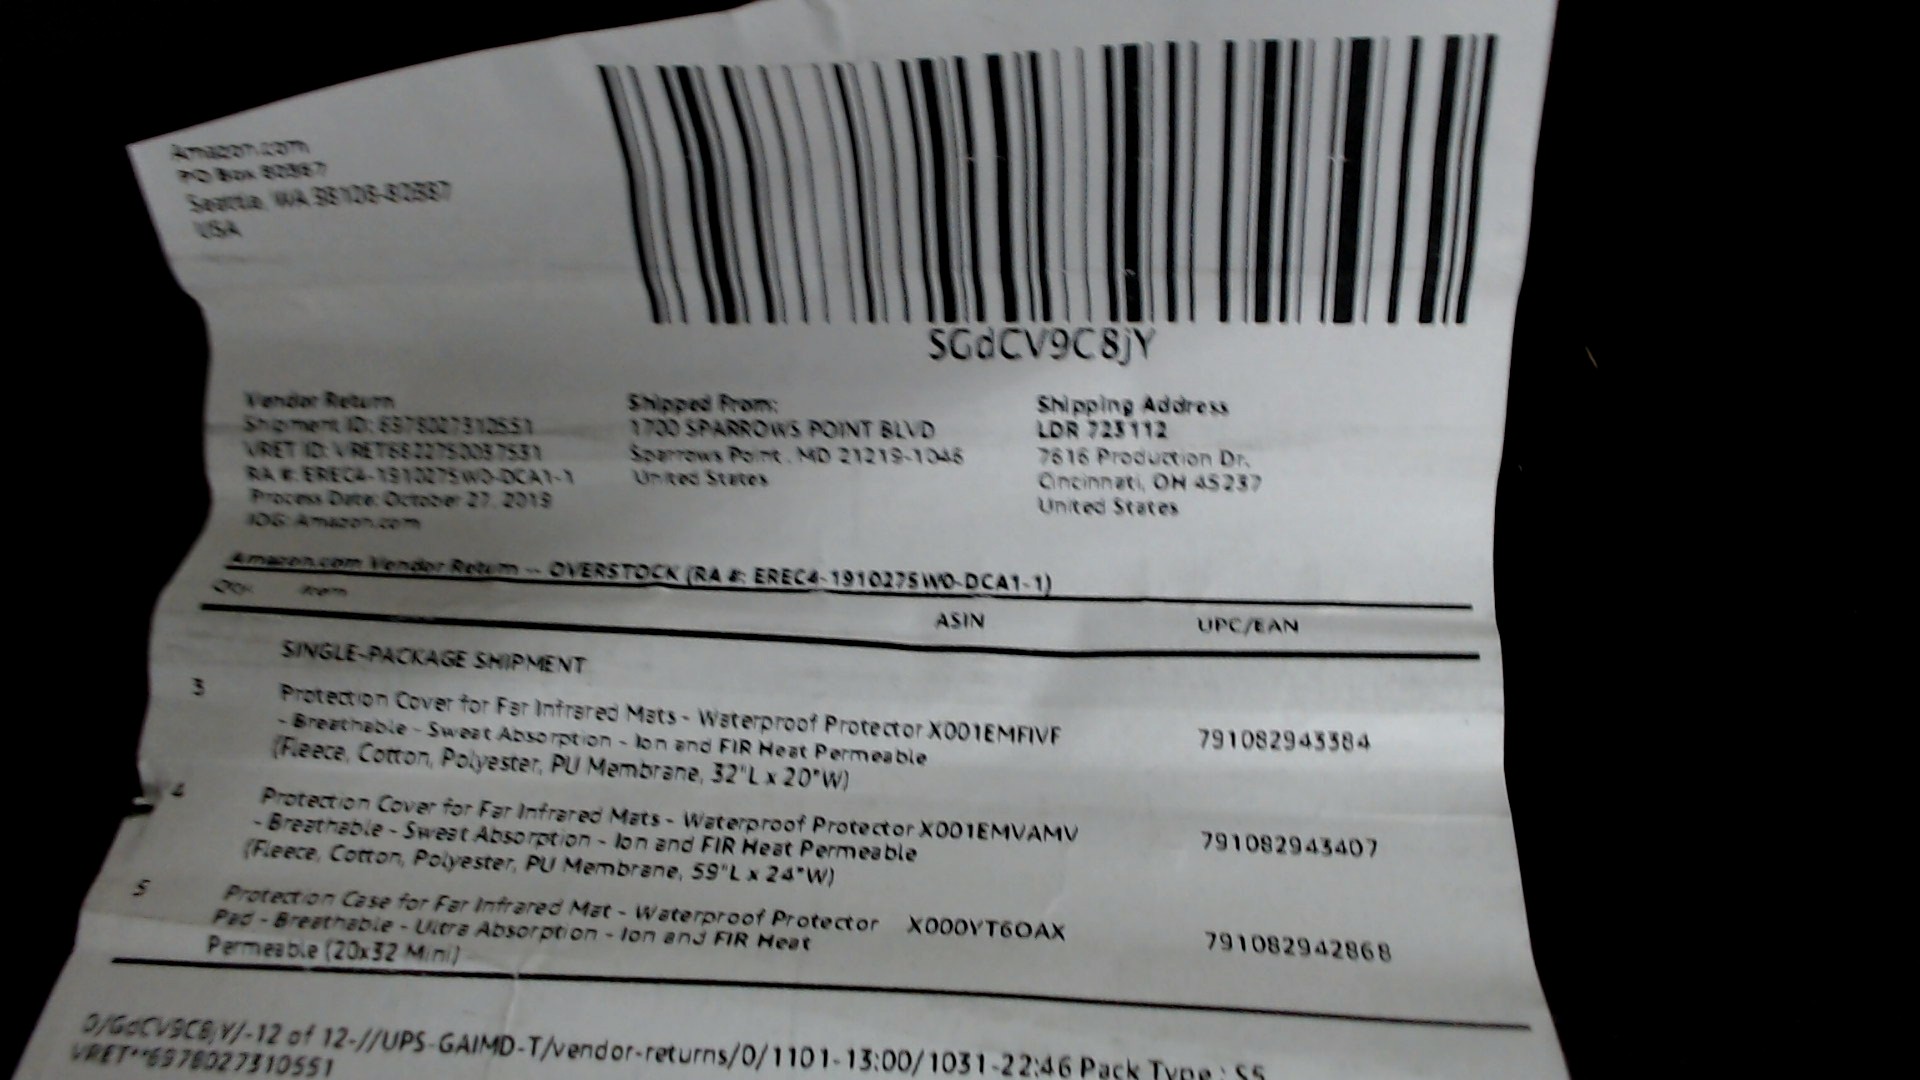 Amazon.com
PO Box 80387
Seattle, WA 98108-80387
USA
SGdCV9C8jY
Vendor Return
Shipment ID: 6978027310551
VRET ID:
RA #: EREC4-191027SW0-DCA1-1
Process Date: October 27, 2019
IOG: Amazon.com
Shipped From:
1700 SPARROWS POINT BLVD
Sparrows Point, MD 21219-1046
United States
Shipping Address
LDR 723112
7616 Production Dr.
Cincinnati, OH 45237
United States
Amazon.com Vendor Return -- OVERSTOCK (RA #: EREC4-191027SW0-DCA1-1)
Qty. Item ASIN UPC/EAN
SINGLE-PACKAGE SHIPMENT
3 Protection Cover for Far Infrared Mats - Waterproof Protector X001EMFIVF 791082943384
- Breathable - Sweat Absorption - Ion and FIR Heat Permeable
(Fleece, Cotton, Polyester, PU Membrane, 32"L x 20"W)
4 Protection Cover for Far Infrared Mats - Waterproof Protector X001EMVAMV 791082943407
- Breathable - Sweat Absorption - Ion and FIR Heat Permeable
(Fleece, Cotton, Polyester, PU Membrane, 59"L x 24"W)
5 Protection Case for Far Infrared Mat - Waterproof Protector X000VT6OAX 791082942868
Pad - Breathable - Ultra Absorption - Ion and FIR Heat
Permeable (20x32 Mini)
0/GdCV9C8jY/-12 of 12-//UPS-GAIMD-T/vendor-returns/0/1101-13:00/1031-22:46 Pack Type : S5
VRET**6978027310551